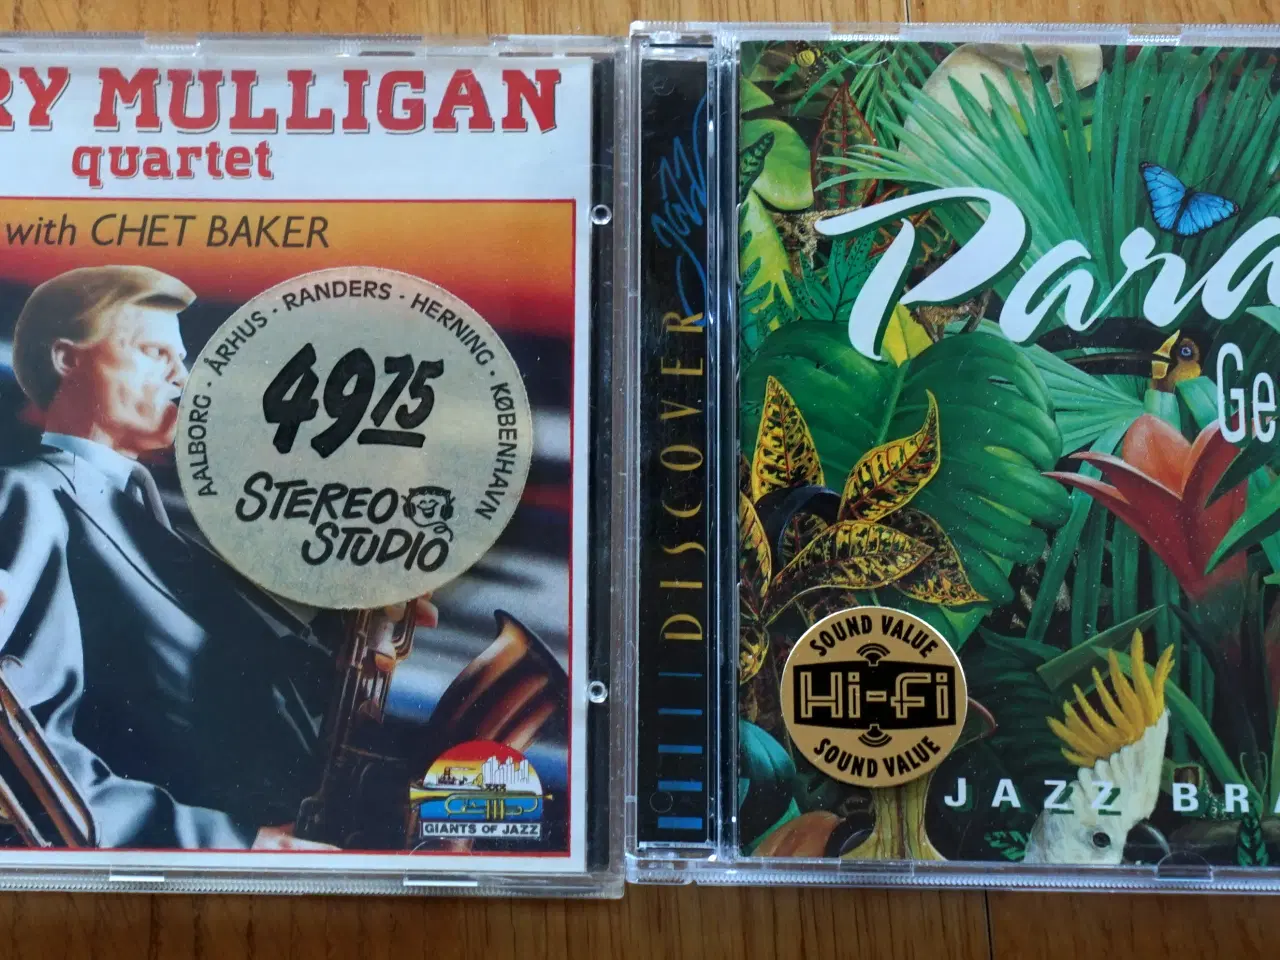 RY MULLIGAN
quartet
with CHET BAKER
AALBORG · ÅRHUS · RANDERS · HERNING · KØBENHAVN
49 75
STEREO
STUDIO
GIANTS OF JAZZ
DISCOVER jazz
Para
Ge
SOUND VALUE
Hi-Fi
SOUND VALUE
JAZZ BRA